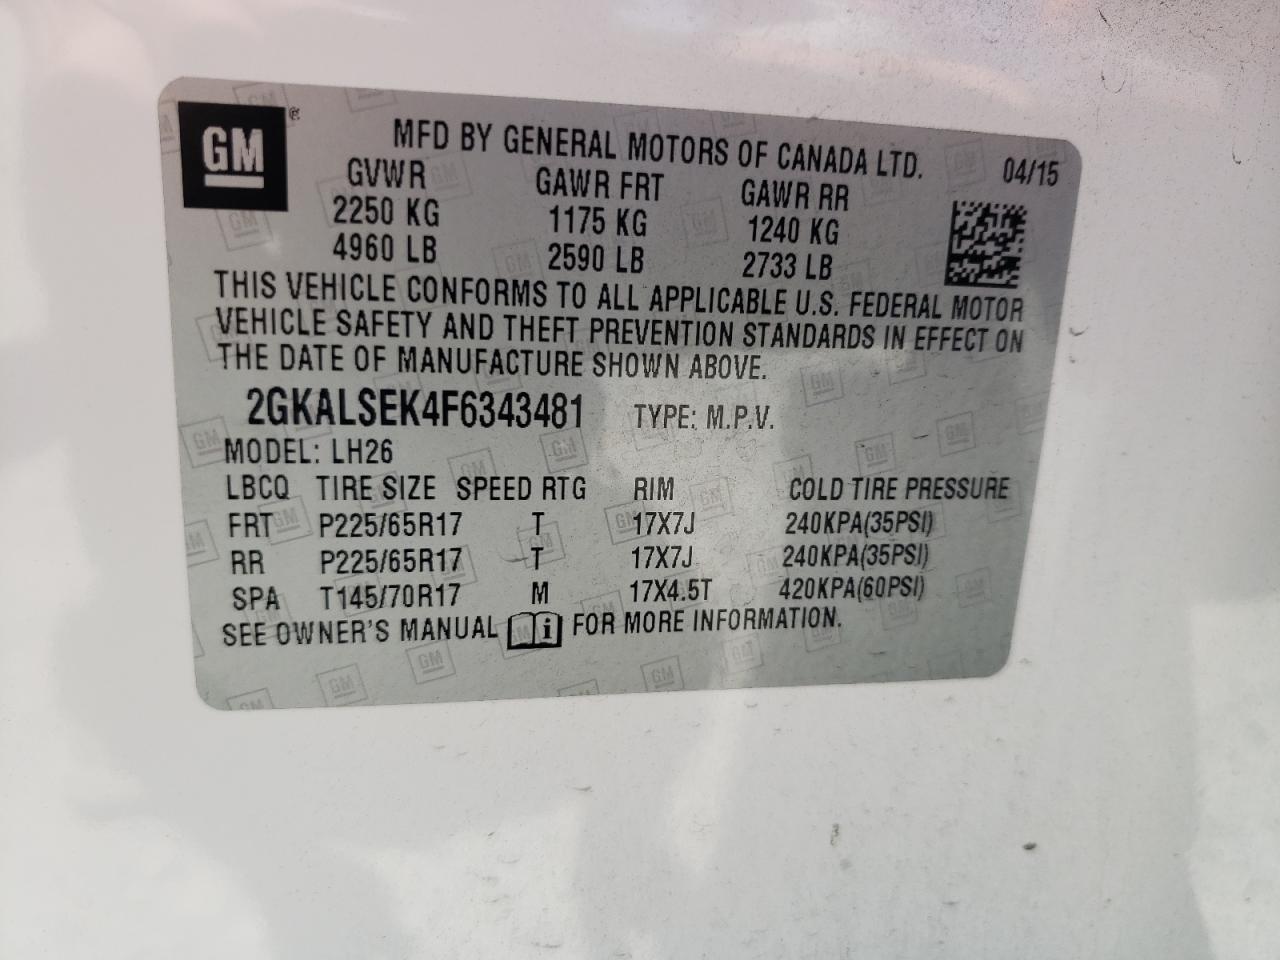 GM ®
MFD BY GENERAL MOTORS OF CANADA LTD. 04/15
GVWR GAWR FRT GAWR RR
2250 KG 1175 KG 1240 KG
4960 LB 2590 LB 2733 LB
THIS VEHICLE CONFORMS TO ALL APPLICABLE U.S. FEDERAL MOTOR
VEHICLE SAFETY AND THEFT PREVENTION STANDARDS IN EFFECT ON
THE DATE OF MANUFACTURE SHOWN ABOVE.
2GKALSEK4F6343481 TYPE: M.P.V.
MODEL: LH26
LBCQ TIRE SIZE SPEED RTG RIM COLD TIRE PRESSURE
FRT P225/65R17 T 17X7J 240KPA(35PSI)
RR P225/65R17 T 17X7J 240KPA(35PSI)
SPA T145/70R17 M 17X4.5T 420KPA(60PSI)
SEE OWNER'S MANUAL i FOR MORE INFORMATION.